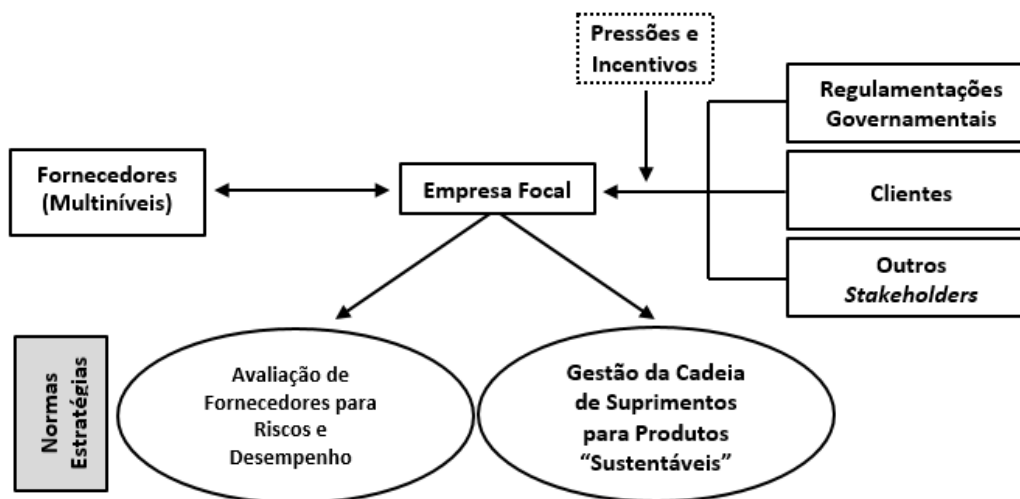 Pressões e
Incentivos
Regulamentações
Governamentais
Fornecedores
(Multiníveis)
Empresa Focal
Clientes
Outros
Stakeholders
Normas
Estratégias
Avaliação de
Fornecedores para
Riscos e
Desempenho
Gestão da Cadeia
de Suprimentos
para Produtos
“Sustentáveis”